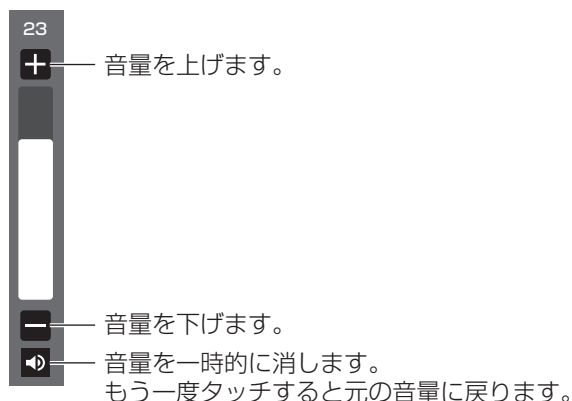 23
音量を上げます。
音量を下げます。
音量を一時的に消します。
もう一度タッチすると元の音量に戻ります。